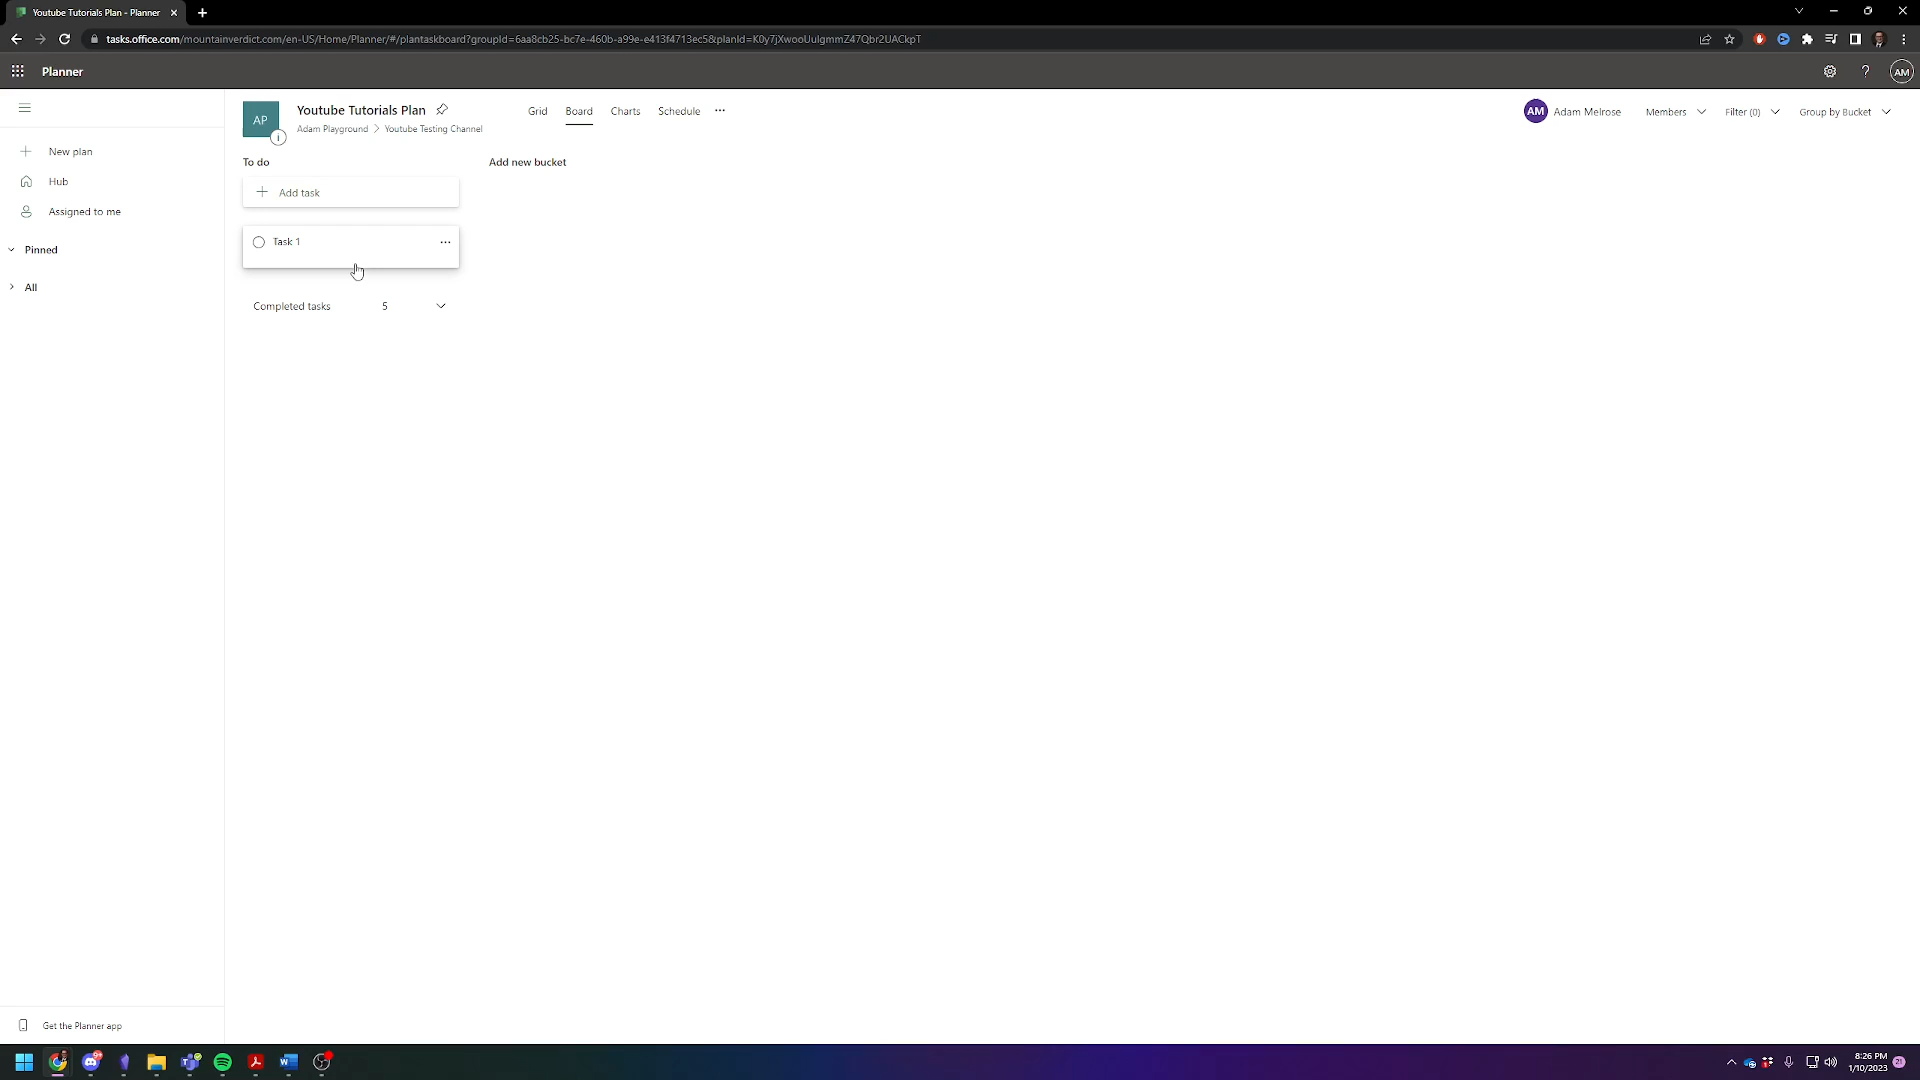 Youtube Tutorials Plan - Planner
tasks.office.com/mountainverdict.com/en-US/Home/Planner/#/plantaskboard?groupId=6aa8cb25-bc7e-460b-a99e-e413f4713ec58&planId=K0y7jXwooUuIgmmZ47Qbr2UACkpT
Planner
AM
AP
Youtube Tutorials Plan
Adam Playground > Youtube Testing Channel
Grid
Board
Charts
Schedule
AM Adam Melrose
Members
Filter (0)
Group by Bucket
New plan
Hub
Assigned to me
Pinned
All
To do
Add task
Task 1
Completed tasks 5
Add new bucket
Get the Planner app
8:26 PM
1/10/2023
21